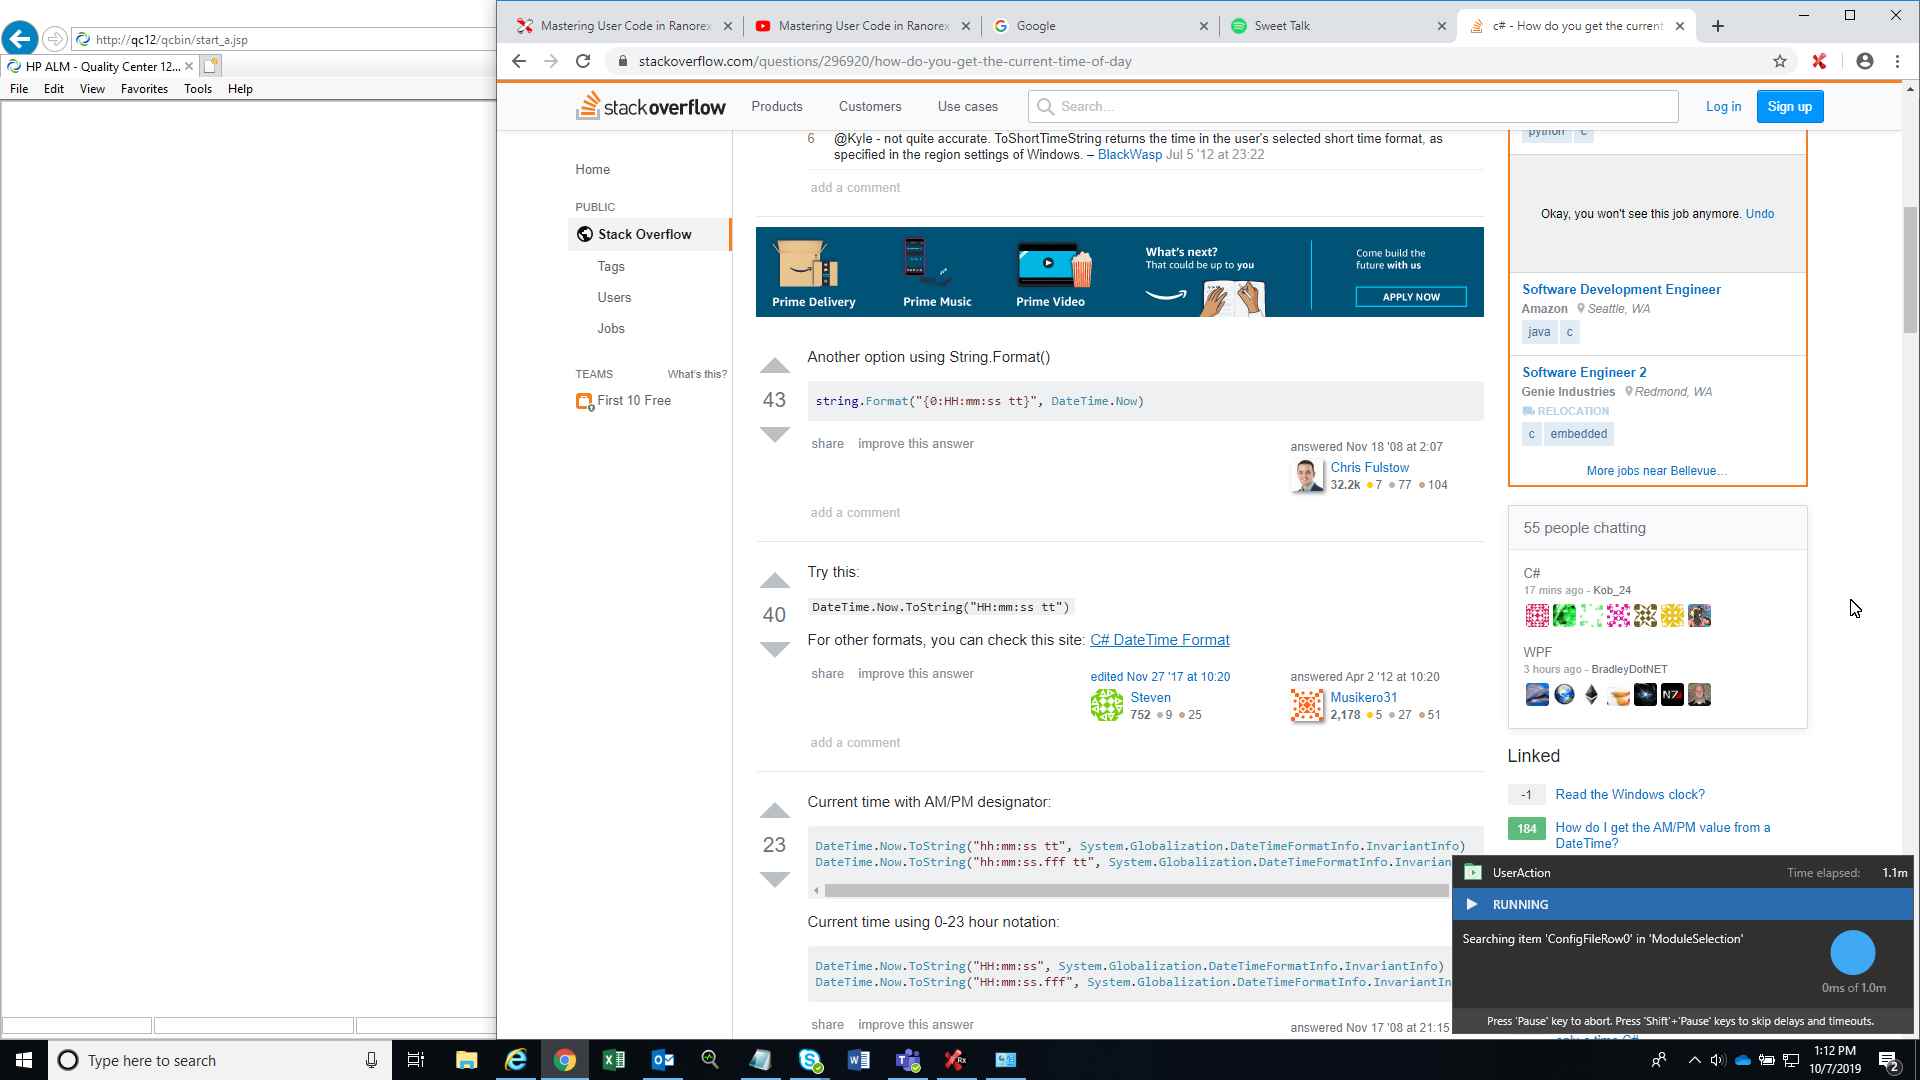 http://qc12/qcbin/start_a.jsp
HP ALM - Quality Center 12...
File Edit View Favorites Tools Help
Mastering User Code in Ranorex
Mastering User Code in Ranorex
Google
Sweet Talk
c# - How do you get the current
stackoverflow.com/questions/296920/how-do-you-get-the-current-time-of-day
stackoverflow Products Customers Use cases Search... Log in Sign up
Home
PUBLIC
Stack Overflow
Tags
Users
Jobs
TEAMS What's this?
First 10 Free
6 @Kyle - not quite accurate. ToShortTimeString returns the time in the user's selected short time format, as
specified in the region settings of Windows. – BlackWasp Jul 5 '12 at 23:22
add a comment
Prime Delivery
Prime Music
Prime Video
What's next?
That could be up to you
Come build the
future with us
APPLY NOW
43
Another option using String.Format()
string.Format("{0:HH:mm:ss tt}", DateTime.Now)
share improve this answer
answered Nov 18 '08 at 2:07
Chris Fulstow
32.2k 7 77 104
add a comment
40
Try this:
DateTime.Now.ToString("HH:mm:ss tt")
For other formats, you can check this site: C# DateTime Format
share improve this answer
edited Nov 27 '17 at 10:20
Steven
752 9 25
answered Apr 2 '12 at 10:20
Musikero31
2,178 5 27 51
add a comment
23
Current time with AM/PM designator:
DateTime.Now.ToString("hh:mm:ss tt", System.Globalization.DateTimeFormatInfo.InvariantInfo)
DateTime.Now.ToString("hh:mm:ss.fff tt", System.Globalization.DateTimeFormatInfo.Invarian
Current time using 0-23 hour notation:
DateTime.Now.ToString("HH:mm:ss", System.Globalization.DateTimeFormatInfo.InvariantInfo)
DateTime.Now.ToString("HH:mm:ss.fff", System.Globalization.DateTimeFormatInfo.InvariantIn
share improve this answer
answered Nov 17 '08 at 21:15
python c
Okay, you won't see this job anymore. Undo
Software Development Engineer
Amazon Seattle, WA
java c
Software Engineer 2
Genie Industries Redmond, WA
RELOCATION
c embedded
More jobs near Bellevue...
55 people chatting
C#
17 mins ago - Kob_24
WPF
3 hours ago - BradleyDotNET
N7
Linked
-1 Read the Windows clock?
184 How do I get the AM/PM value from a
DateTime?
UserAction Time elapsed: 1.1m
RUNNING
Searching item 'ConfigFileRow0' in 'ModuleSelection'
0ms of 1.0m
Press 'Pause' key to abort. Press 'Shift'+'Pause' keys to skip delays and timeouts.
Type here to search
1:12 PM
10/7/2019
2